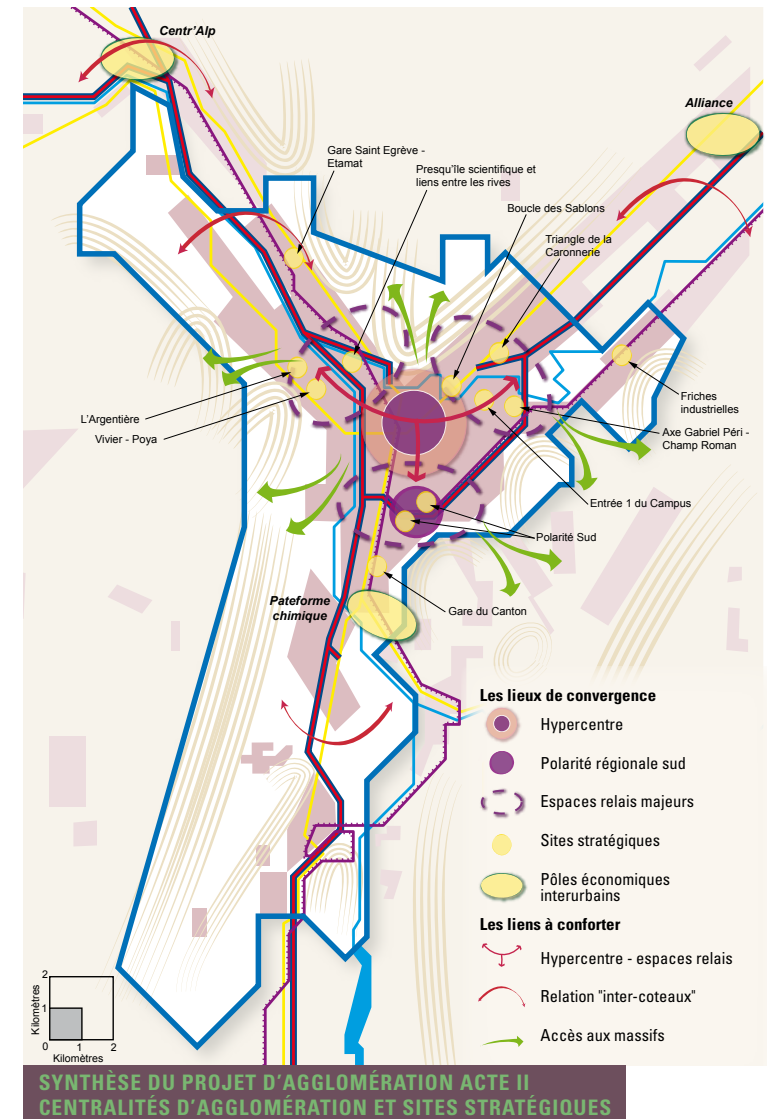 Centr'Alp
Alliance
Gare Saint Egrève -
Etamat
Presqu'île scientifique et
liens entre les rives
Boucle des Sablons
Triangle de la
Caronnerie
L'Argentière
Vivier - Poya
Friches
industrielles
Axe Gabriel Péri -
Champ Roman
Entrée 1 du Campus
Polarité Sud
Pateforme
chimique
Gare du Canton
Les lieux de convergence
Hypercentre
Polarité régionale sud
Espaces relais majeurs
Sites stratégiques
Pôles économiques
interurbains
Les liens à conforter
Hypercentre - espaces relais
Relation "inter-coteaux"
Accès aux massifs
2
1
Kilomètres
0 1 2
Kilomètres
SYNTHÈSE DU PROJET D'AGGLOMÉRATION ACTE II
CENTRALITÉS D'AGGLOMÉRATION ET SITES STRATÉGIQUES